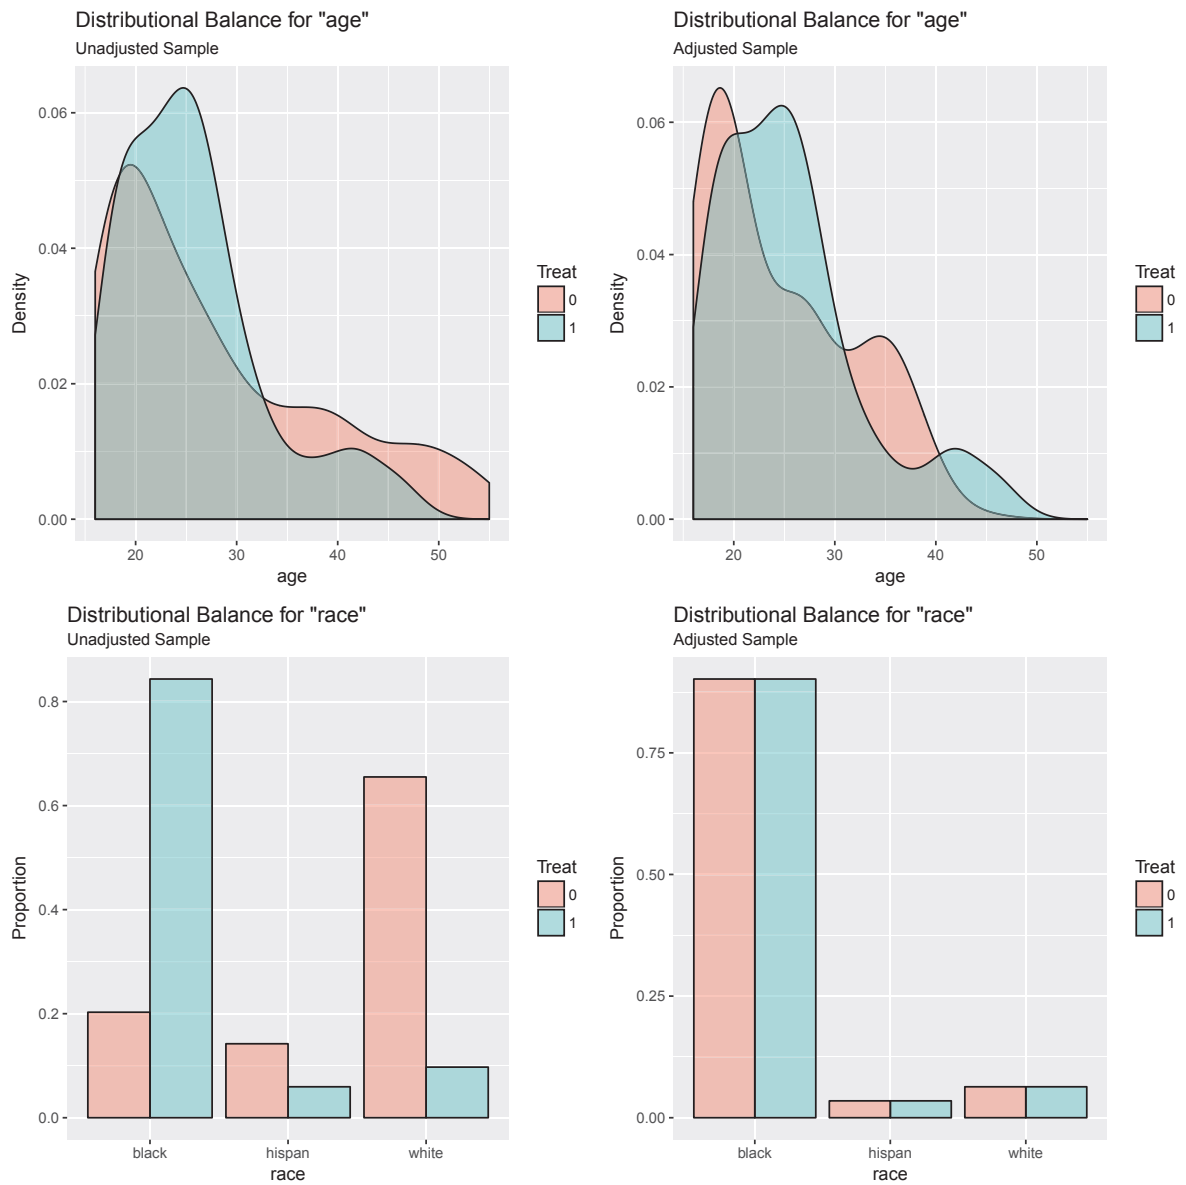 Distributional Balance for "age"
Unadjusted Sample
0.06
0.04
0.02
0.00
Density
20 30 40 50
age
Treat
0
1
Distributional Balance for "age"
Adjusted Sample
0.06
0.04
0.02
0.00
Density
20 30 40 50
age
Treat
0
1
Distributional Balance for "race"
Unadjusted Sample
0.8
0.6
0.4
0.2
0.0
Proportion
black hispan white
race
Treat
0
1
Distributional Balance for "race"
Adjusted Sample
0.75
0.50
0.25
0.00
Proportion
black hispan white
race
Treat
0
1